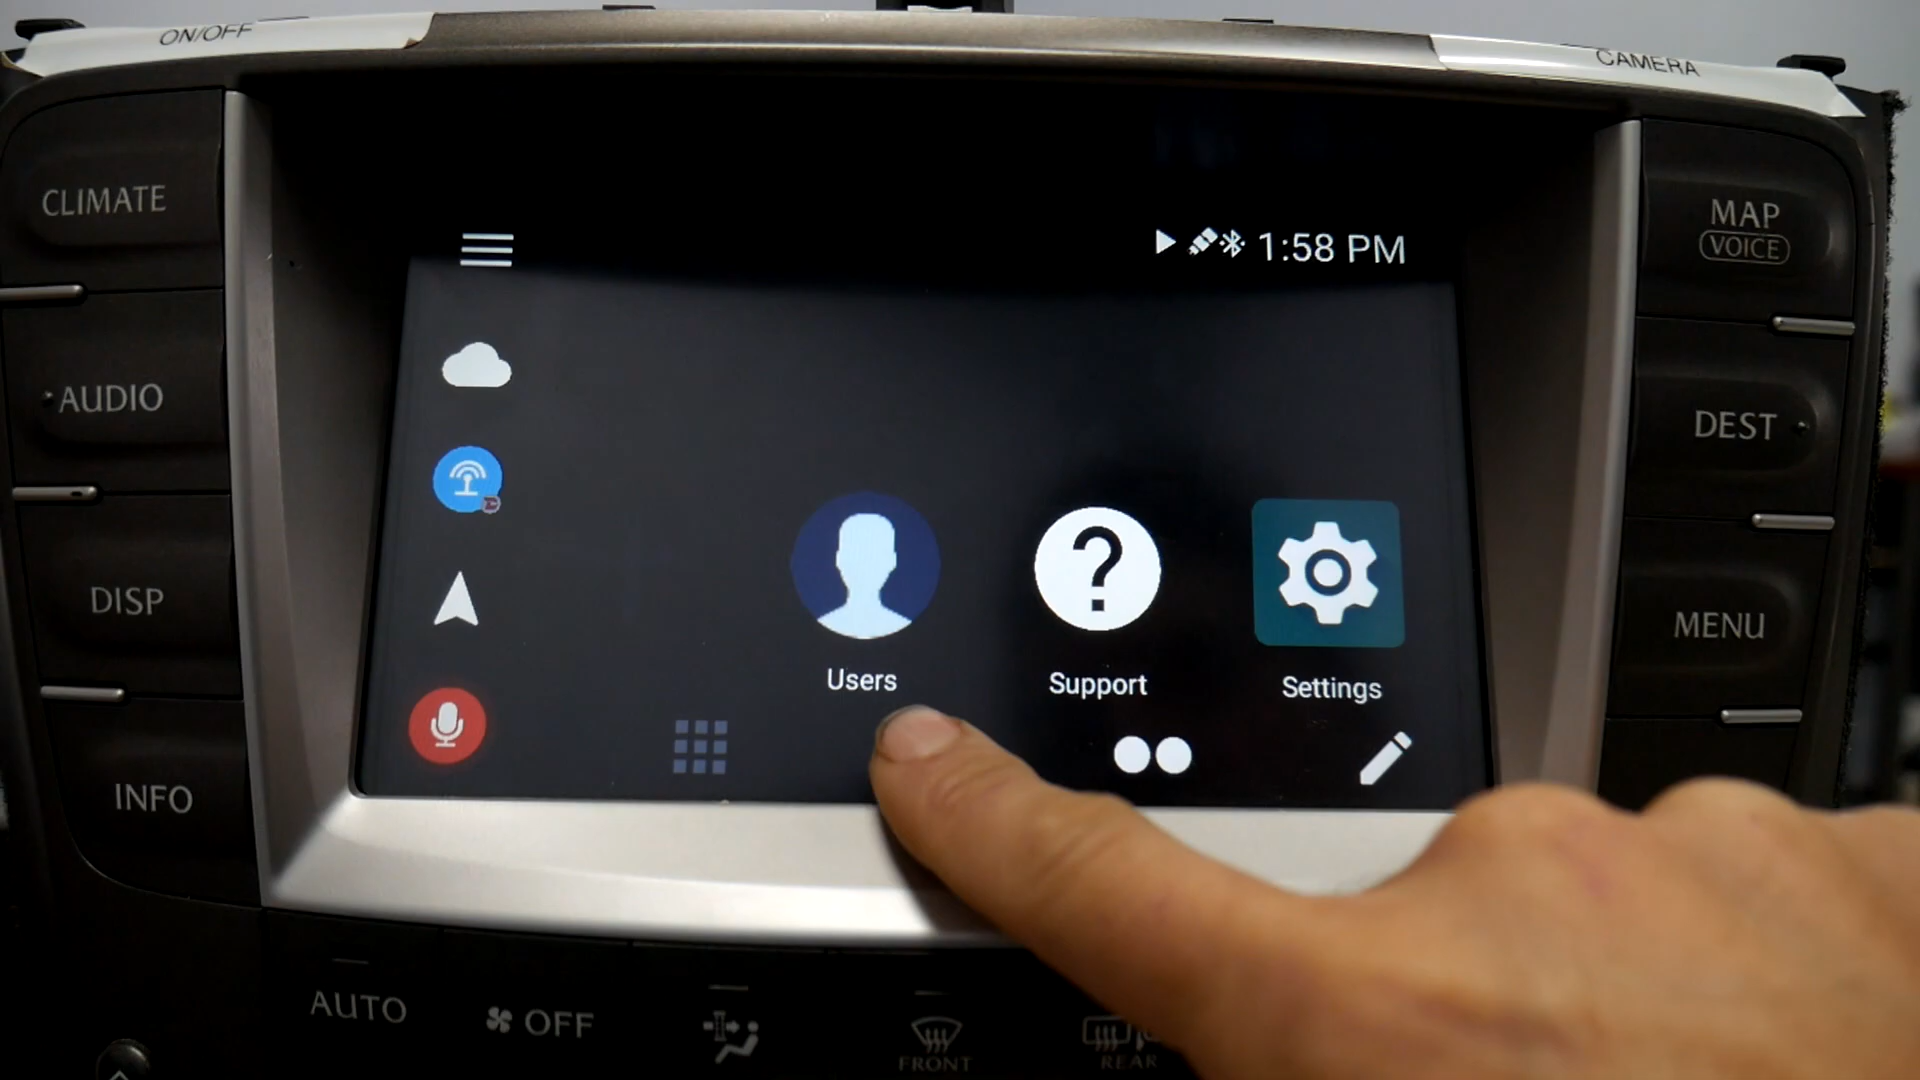 ON/OFF
CAMERA
CLIMATE
MAP
VOICE
1:58 PM
AUDIO
DEST
DISP
MENU
Users
Support
Settings
INFO
AUTO
OFF
FRONT
REAR